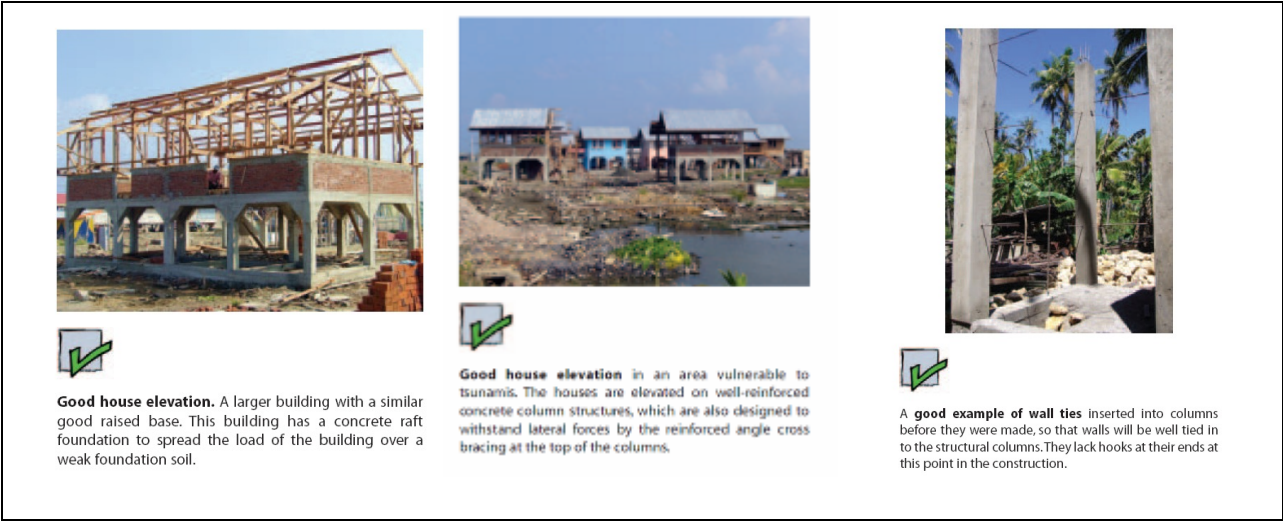 Good house elevation. A larger building with a similar
good raised base. This building has a concrete raft
foundation to spread the load of the building over a
weak foundation soil.
Good house elevation in an area vulnerable to
tsunamis. The houses are elevated on well-reinforced
concrete column structures, which are also designed to
withstand lateral forces by the reinforced angle cross
bracing at the top of the columns.
A good example of wall ties inserted into columns
before they were made, so that walls will be well tied in
to the structural columns. They lack hooks at their ends at
this point in the construction.